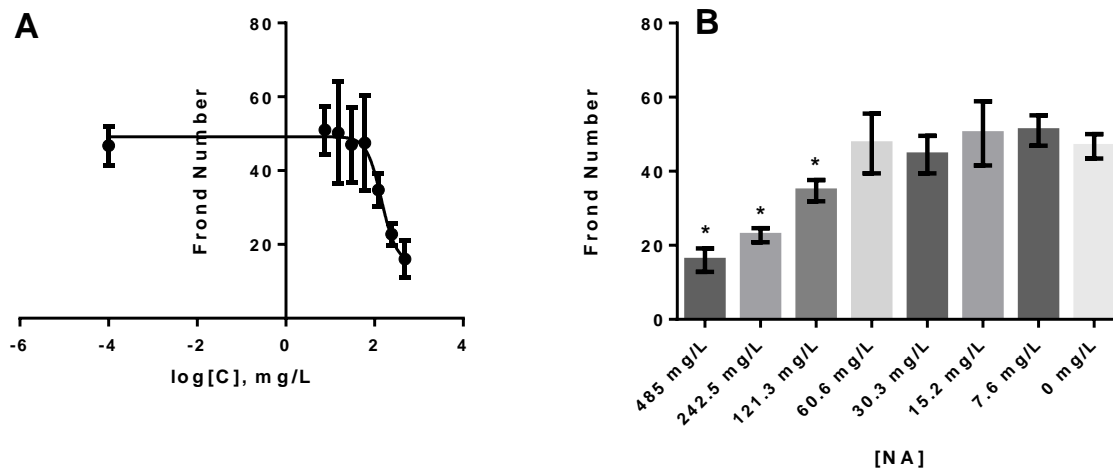 A
80
60
40
20
Frond Number
-6
-4
-2
0
2
4
log[C], mg/L
B
80
60
40
20
0
Frond Number
*
*
*
485 mg/L
242.5 mg/L
121.3 mg/L
60.6 mg/L
30.3 mg/L
15.2 mg/L
7.6 mg/L
0 mg/L
[NA]